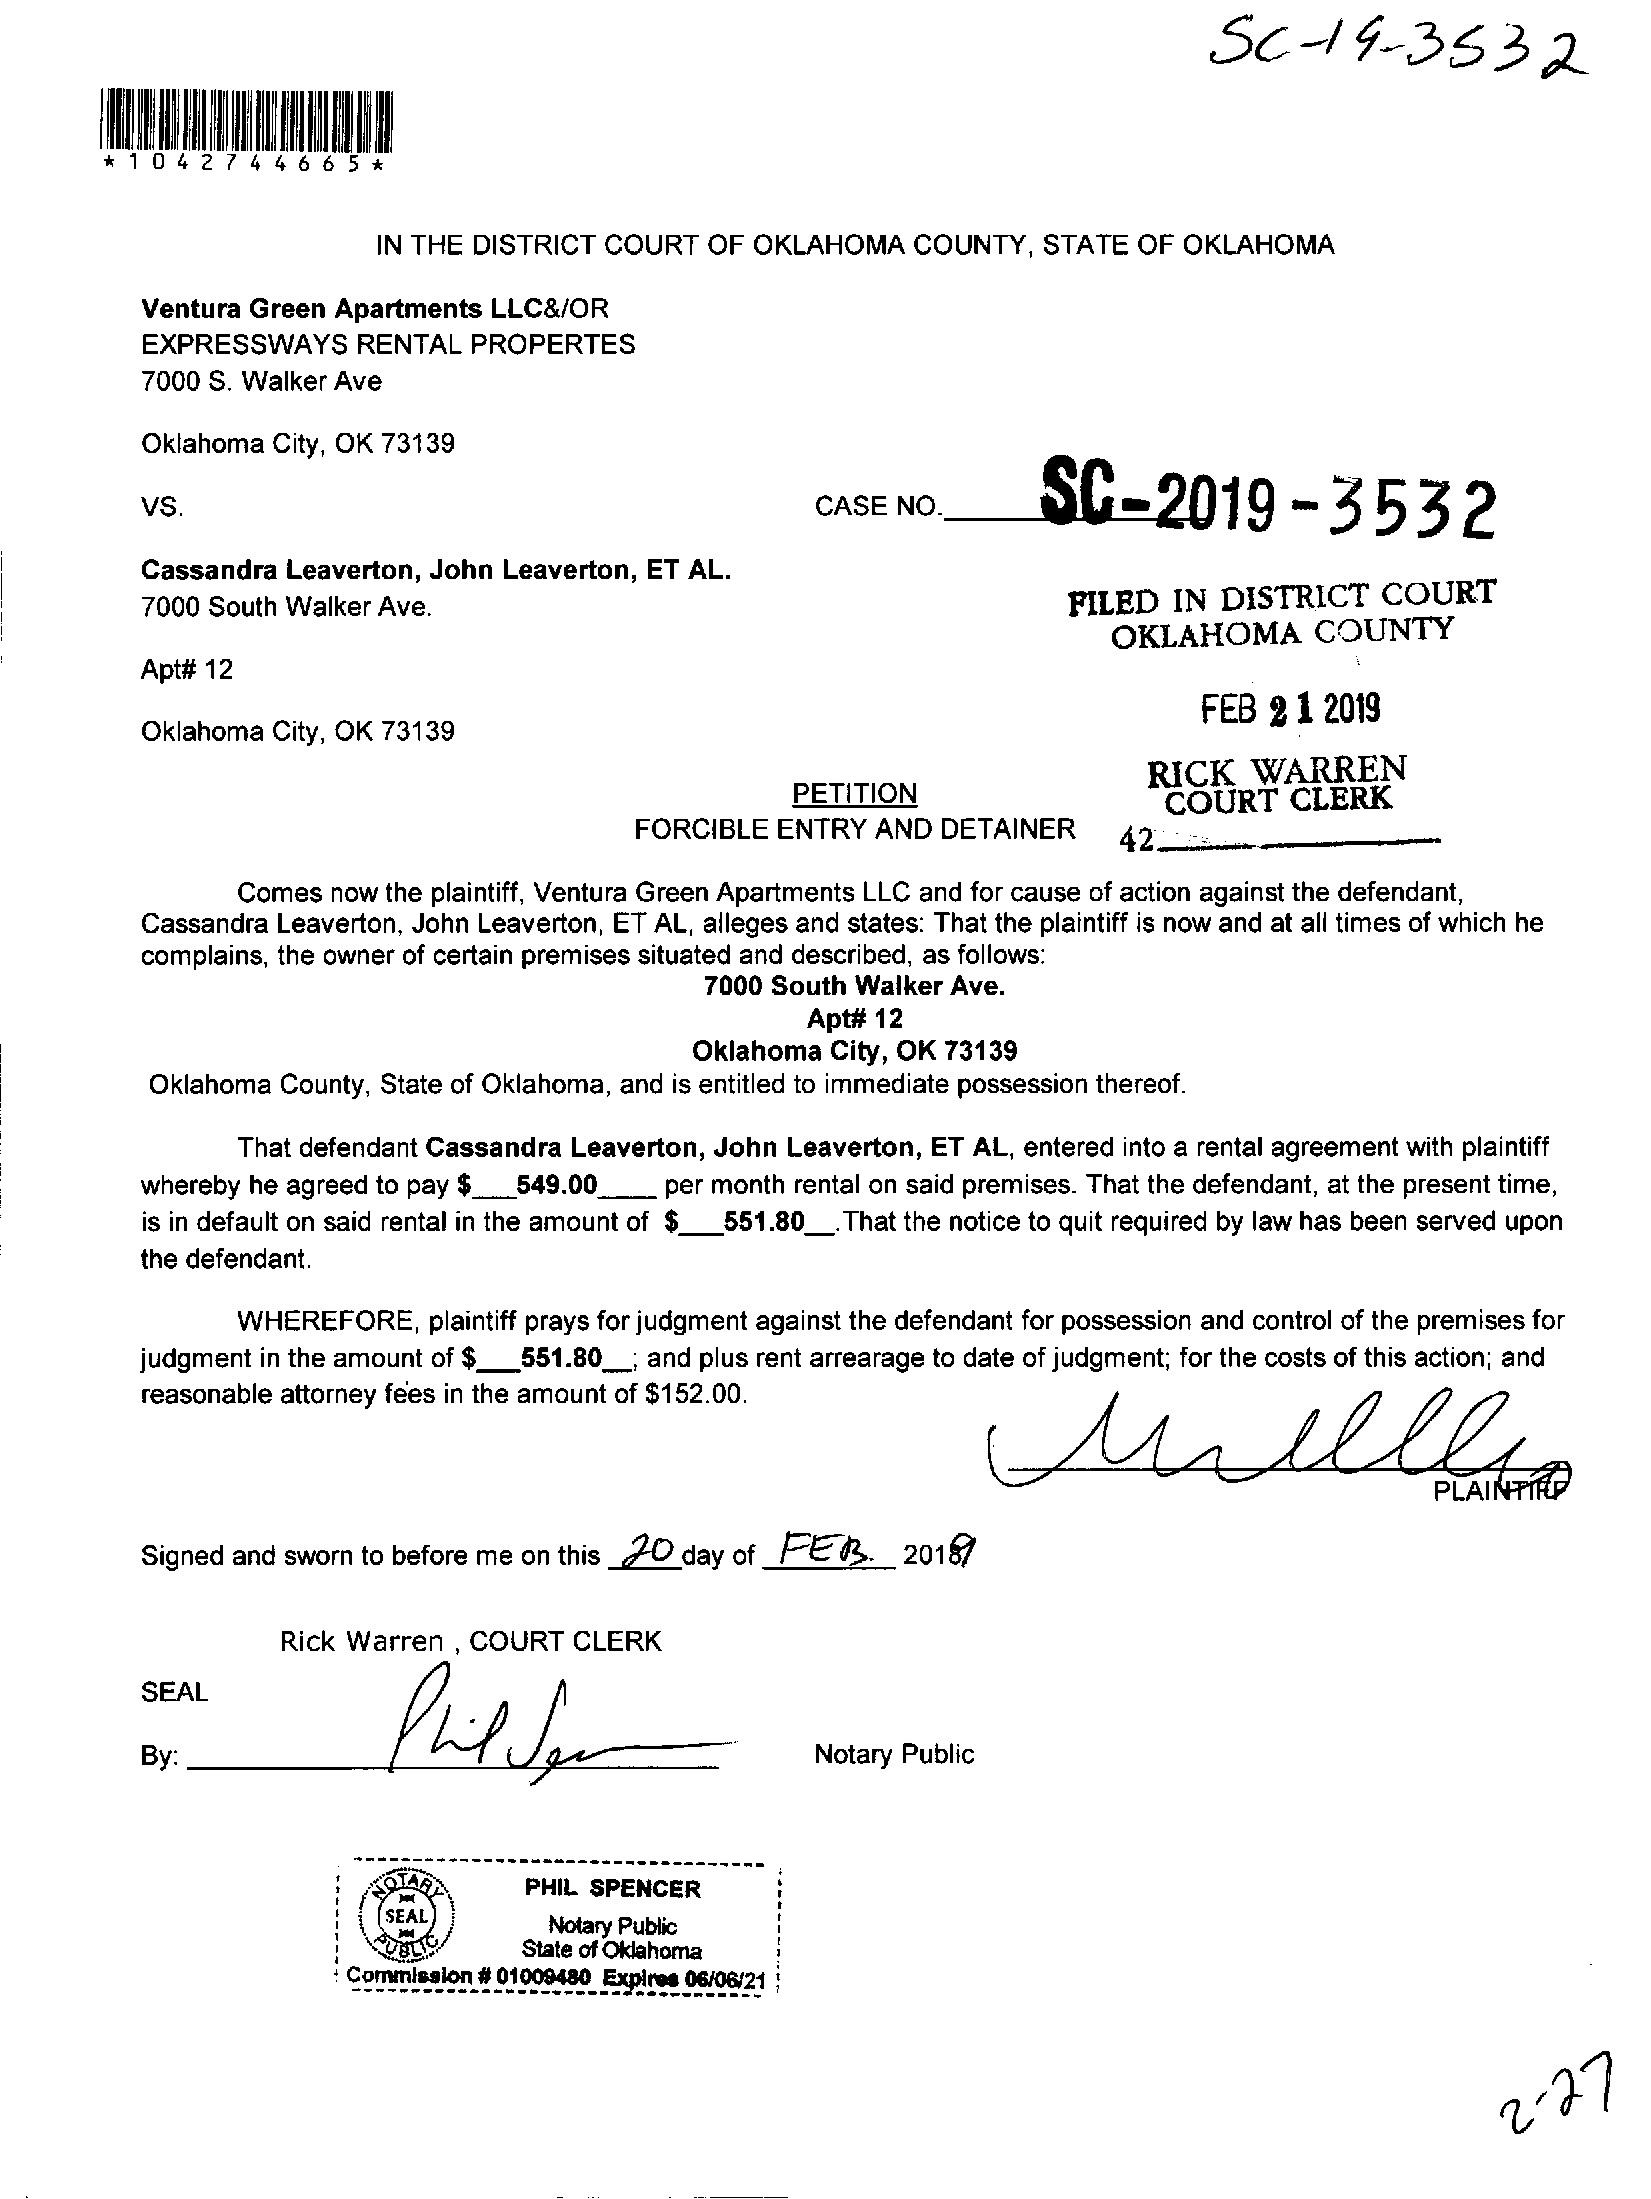 SC-19-3532
*1042744665*
IN THE DISTRICT COURT OF OKLAHOMA COUNTY, STATE OF OKLAHOMA
Ventura Green Apartments LLC&/OR
EXPRESSWAYS RENTAL PROPERTES
7000 S. Walker Ave
Oklahoma City, OK 73139
VS.
CASE NO. SC-2019-3532
Cassandra Leaverton, John Leaverton, ET AL.
7000 South Walker Ave.
FILED IN DISTRICT COURT
OKLAHOMA COUNTY
Apt# 12
FEB 21 2019
Oklahoma City, OK 73139
RICK WARREN
COURT CLERK
PETITION
FORCIBLE ENTRY AND DETAINER
42
Comes now the plaintiff, Ventura Green Apartments LLC and for cause of action against the defendant,
Cassandra Leaverton, John Leaverton, ET AL, alleges and states: That the plaintiff is now and at all times of which he
complains, the owner of certain premises situated and described, as follows:
7000 South Walker Ave.
Apt# 12
Oklahoma City, OK 73139
Oklahoma County, State of Oklahoma, and is entitled to immediate possession thereof.
That defendant Cassandra Leaverton, John Leaverton, ET AL, entered into a rental agreement with plaintiff
whereby he agreed to pay $___549.00____ per month rental on said premises. That the defendant, at the present time,
is in default on said rental in the amount of $___551.80__.That the notice to quit required by law has been served upon
the defendant.
WHEREFORE, plaintiff prays for judgment against the defendant for possession and control of the premises for
judgment in the amount of $___551.80__; and plus rent arrearage to date of judgment; for the costs of this action; and
reasonable attorney fees in the amount of $152.00.
PLAINTIFF
Signed and sworn to before me on this 20 day of FEB. 2019
Rick Warren , COURT CLERK
SEAL
By: Phil Spencer Notary Public
NOTARY PUBLIC
SEAL
PHIL SPENCER
Notary Public
State of Oklahoma
Commission # 01009480 Expires 06/06/21
2-27